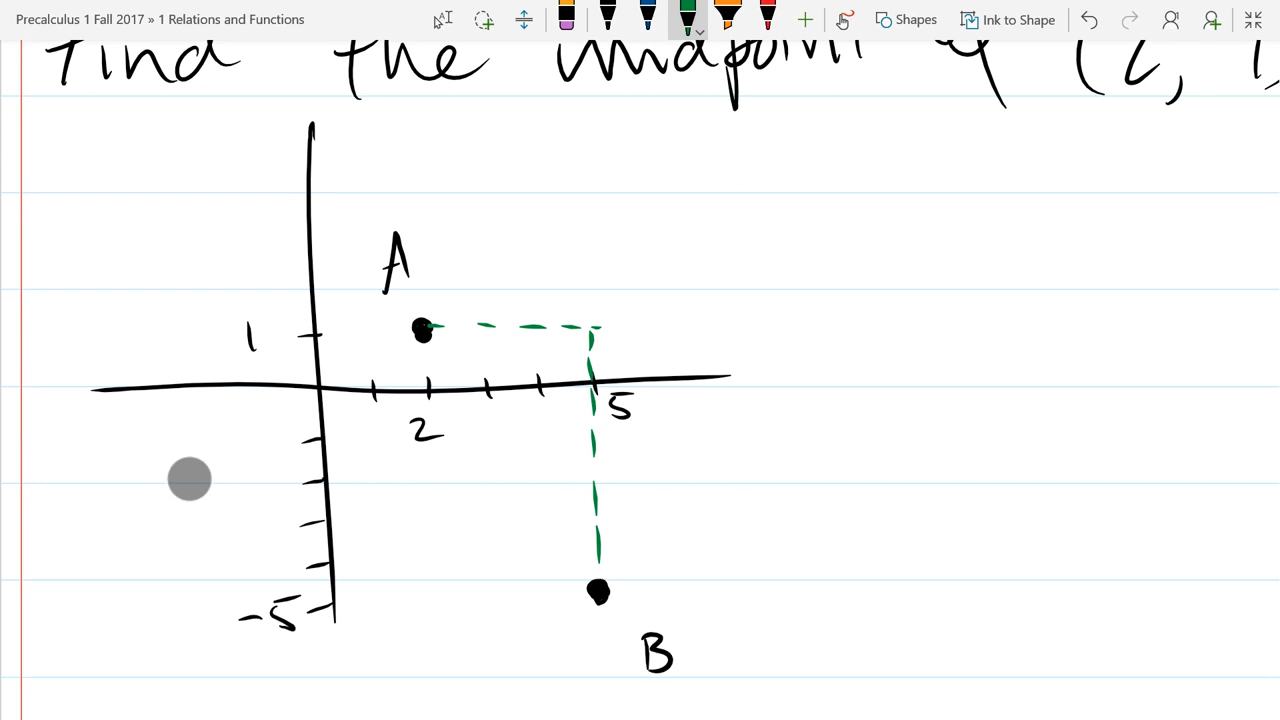 Precalculus 1 Fall 2017 » 1 Relations and Functions
Shapes
Ink to Shape
Find the midpoint of (2, 1
A
1
2
5
-5
B